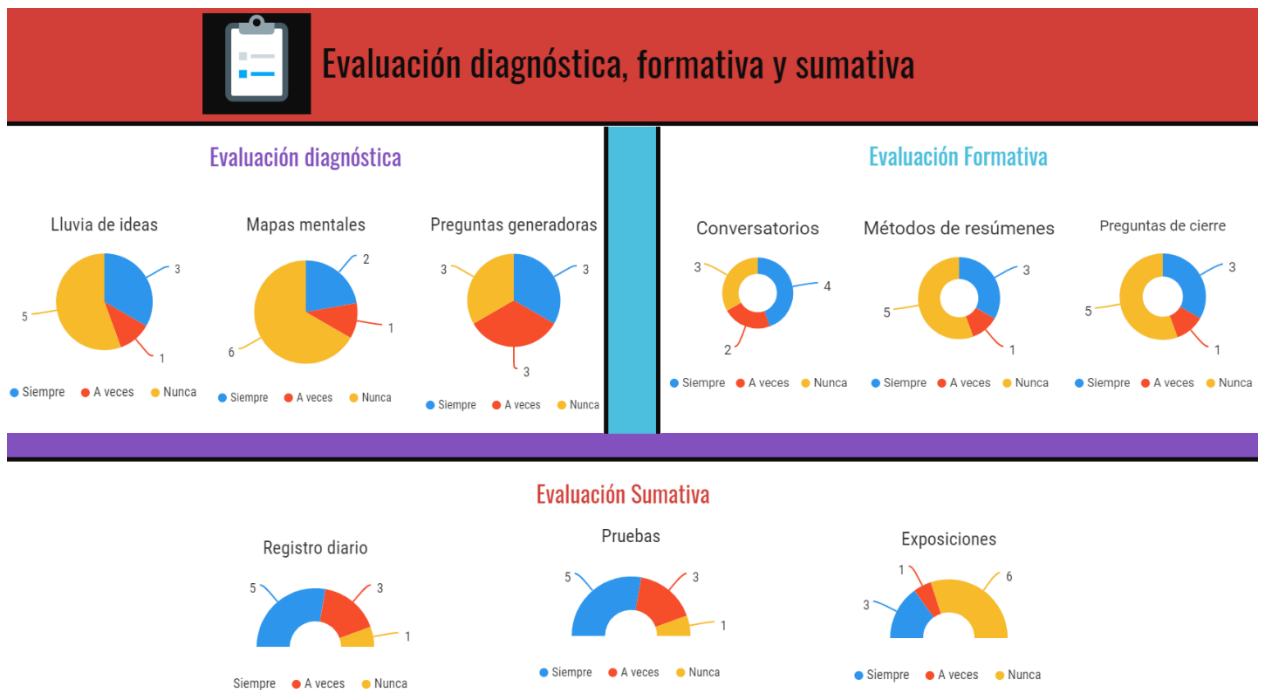 Evaluación diagnóstica, formativa y sumativa
Evaluación diagnóstica
Lluvia de ideas
3
5
1
Siempre A veces Nunca
Mapas mentales
2
1
6
Siempre A veces Nunca
Preguntas generadoras
3
3
3
Siempre A veces Nunca
Evaluación Formativa
Conversatorios
3
4
2
Siempre A veces Nunca
Métodos de resúmenes
3
5
1
Siempre A veces Nunca
Preguntas de cierre
3
5
1
Siempre A veces Nunca
Evaluación Sumativa
Registro diario
5
3
1
Siempre A veces Nunca
Pruebas
5
3
1
Siempre A veces Nunca
Exposiciones
1
6
3
Siempre A veces Nunca